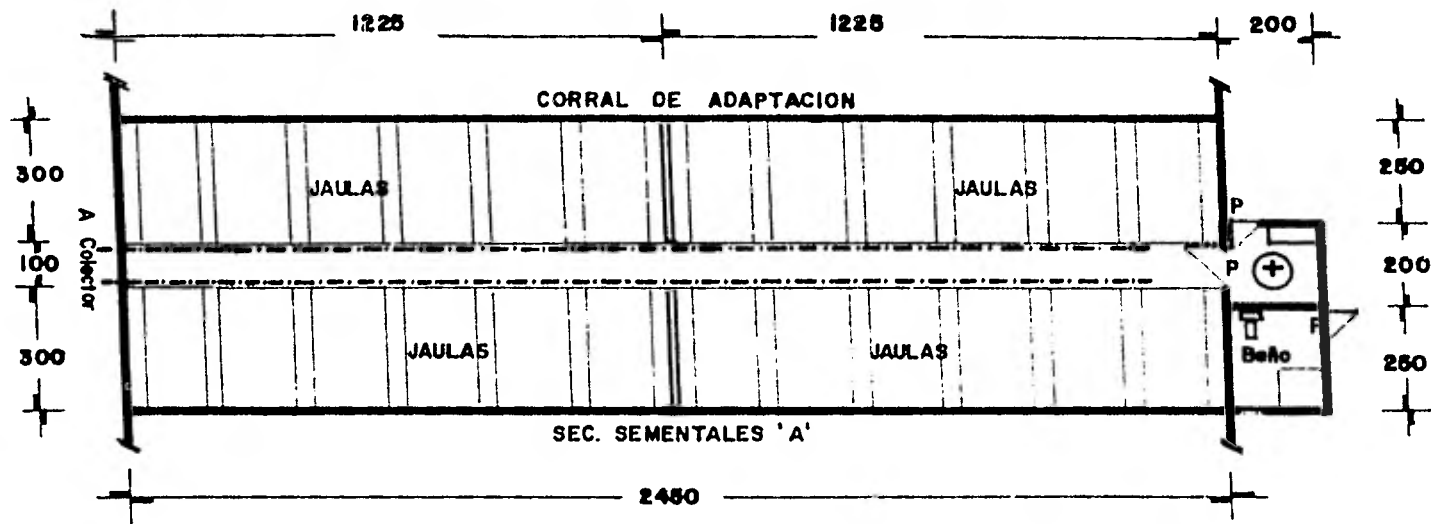 1225 1225 200
CORRAL DE ADAPTACION
300 JAULAS JAULAS 250
P
A Colector
100 P 200
300 JAULAS JAULAS P Baño 250
SEC. SEMENTALES 'A'
2450